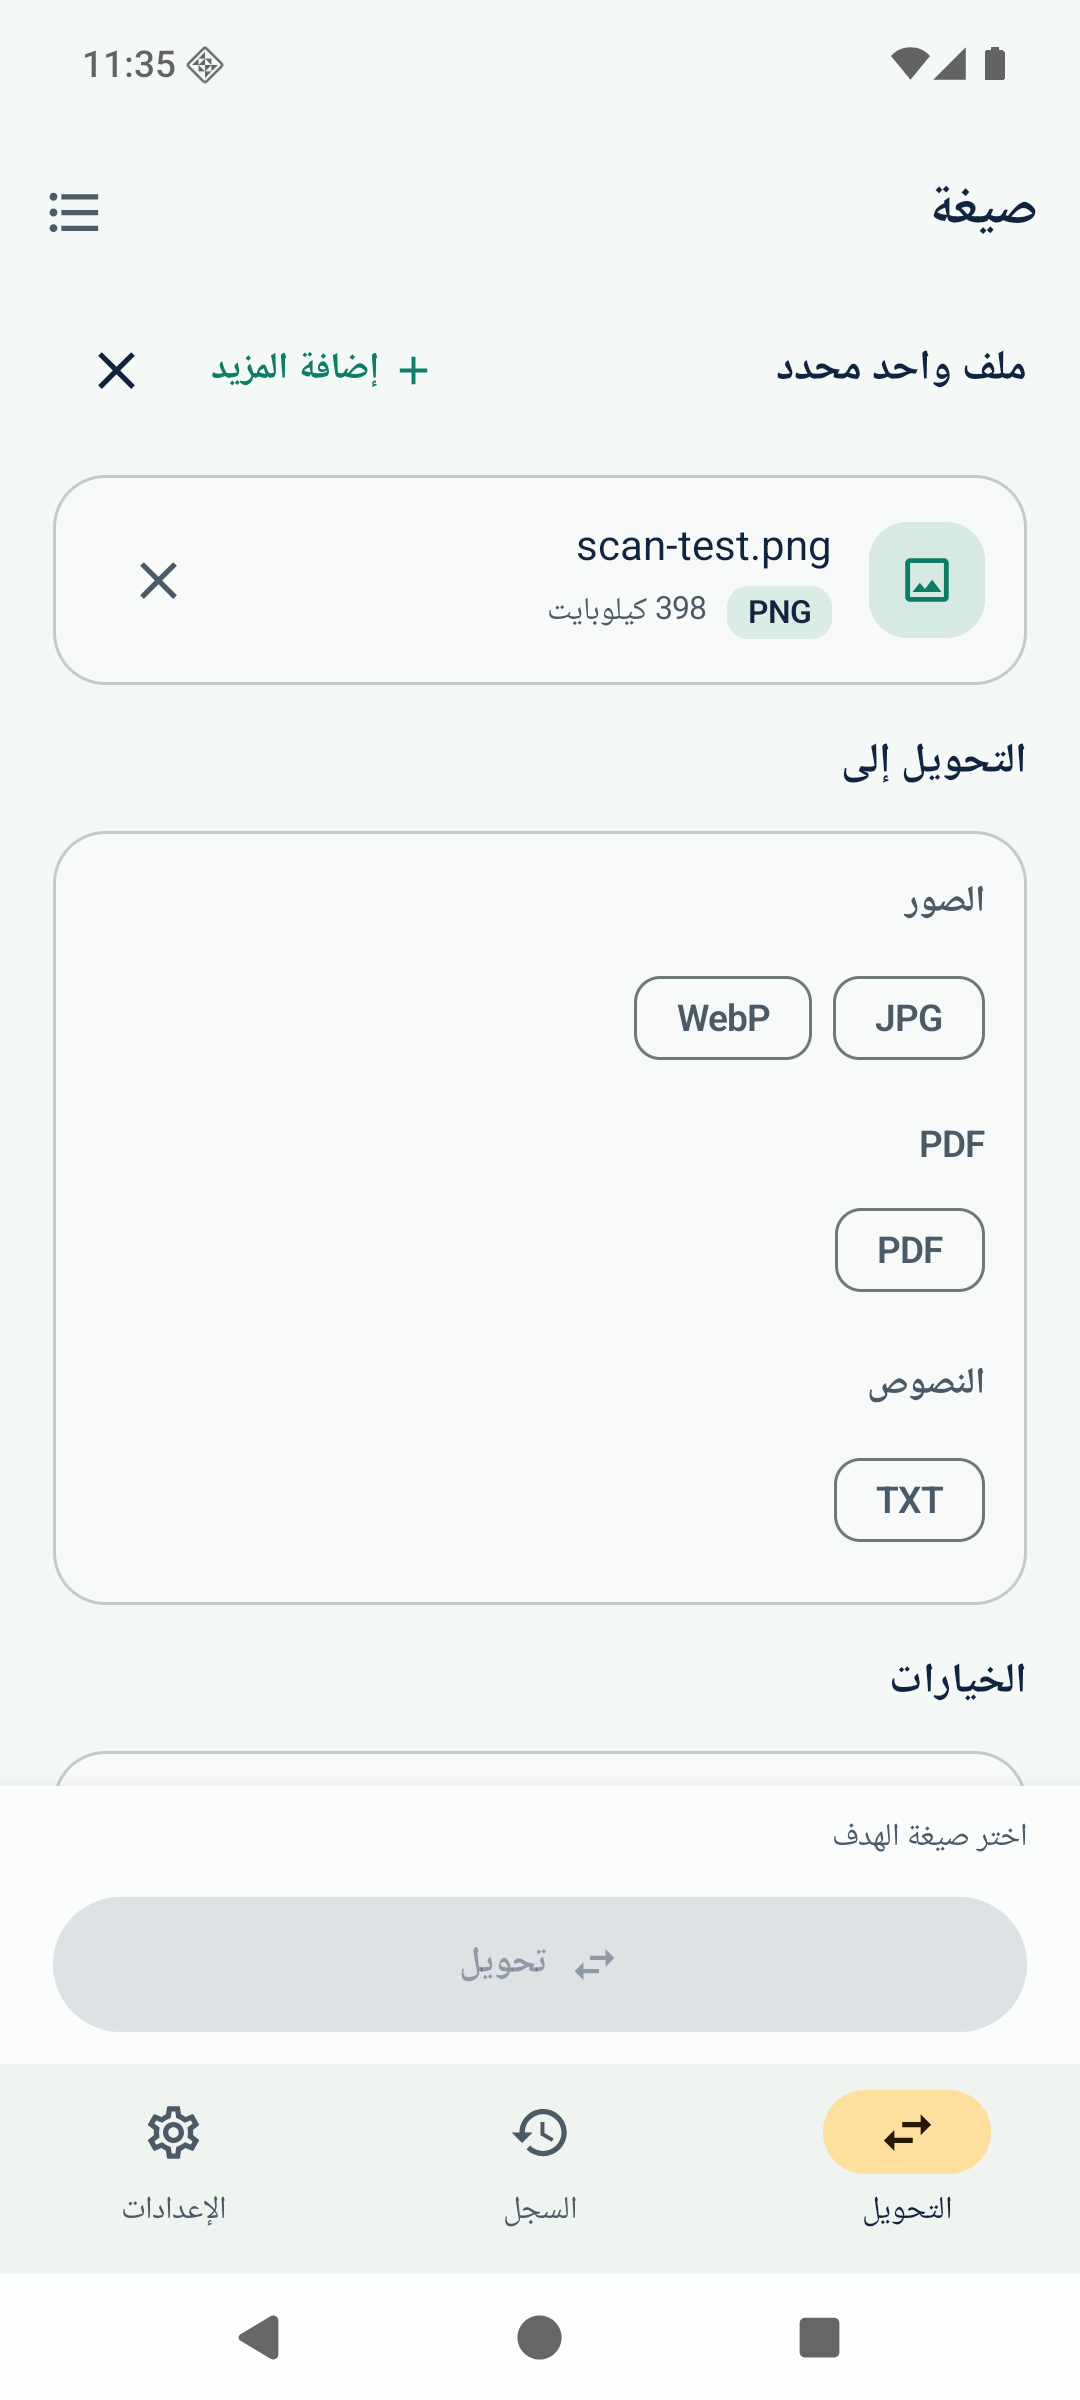 11:35
صيغة
ملف واحد محدد
إضافة المزيد
scan-test.png
PNG 398 كيلوبايت
التحويل إلى
الصور
JPG WebP
PDF
PDF
النصوص
TXT
الخيارات
اختر صيغة الهدف
تحويل
التحويل السجل الإعدادات